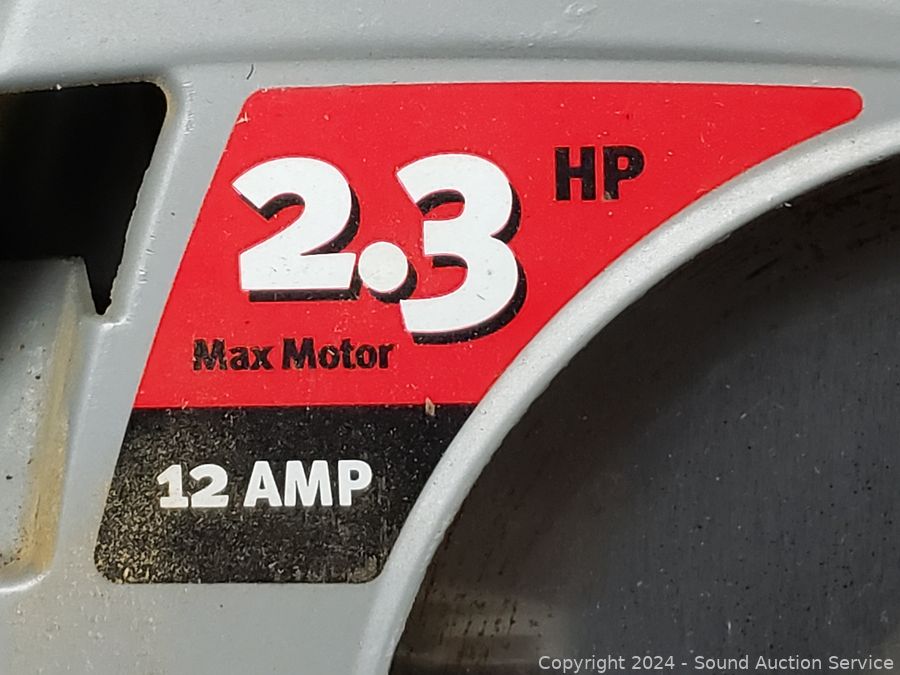 2.3 HP
Max Motor
12 AMP
Copyright 2024 - Sound Auction Service